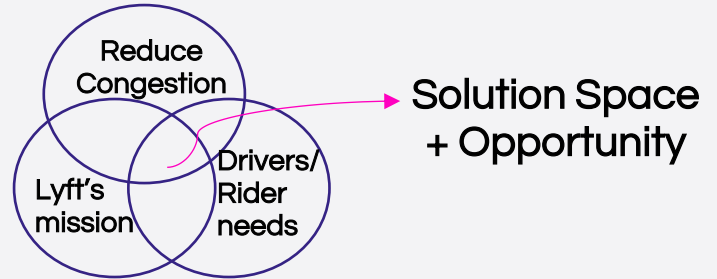 Reduce
Congestion
Solution Space
+ Opportunity
Lyft's
mission
Drivers/
Rider
needs